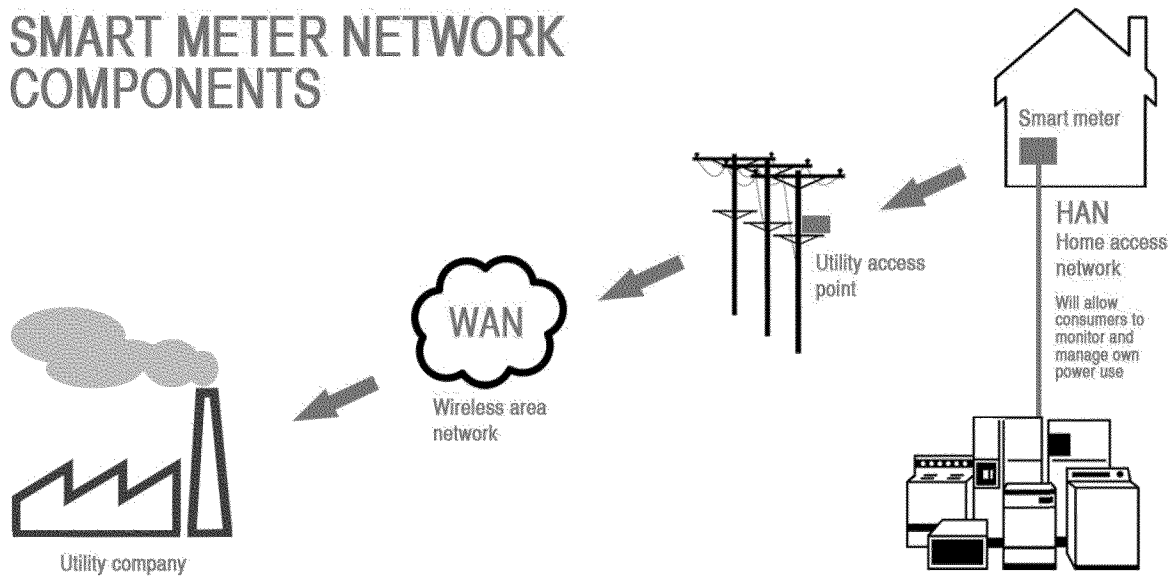 SMART METER NETWORK
COMPONENTS
Smart meter
HAN
Home access
network
Will allow
consumers to
monitor and
manage own
power use
Utility access
point
WAN
Wireless area
network
Utility company